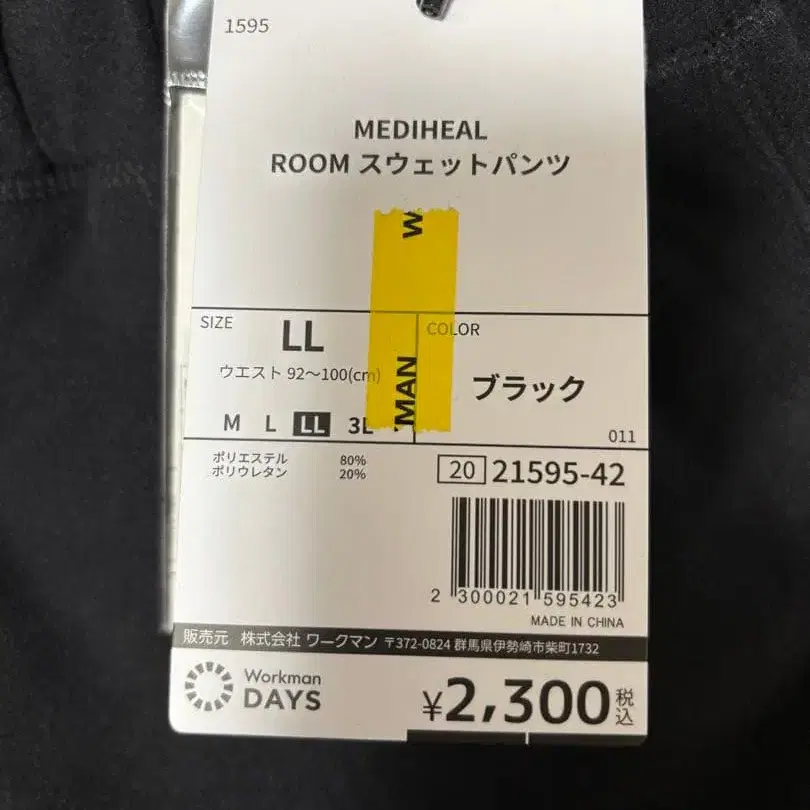 1595
MEDIHEAL
ROOM スウェットパンツ
W
MAN
SIZE
LL
ウエスト 92〜100(cm)
M L LL
COLOR
ブラック
011
ポリエステル 80%
ポリウレタン 20%
20 21595-42
2 300021 595423
MADE IN CHINA
販売元 株式会社 ワークマン 〒372-0824 群馬県伊勢崎市柴町1732
Workman
DAYS
¥2,300税込